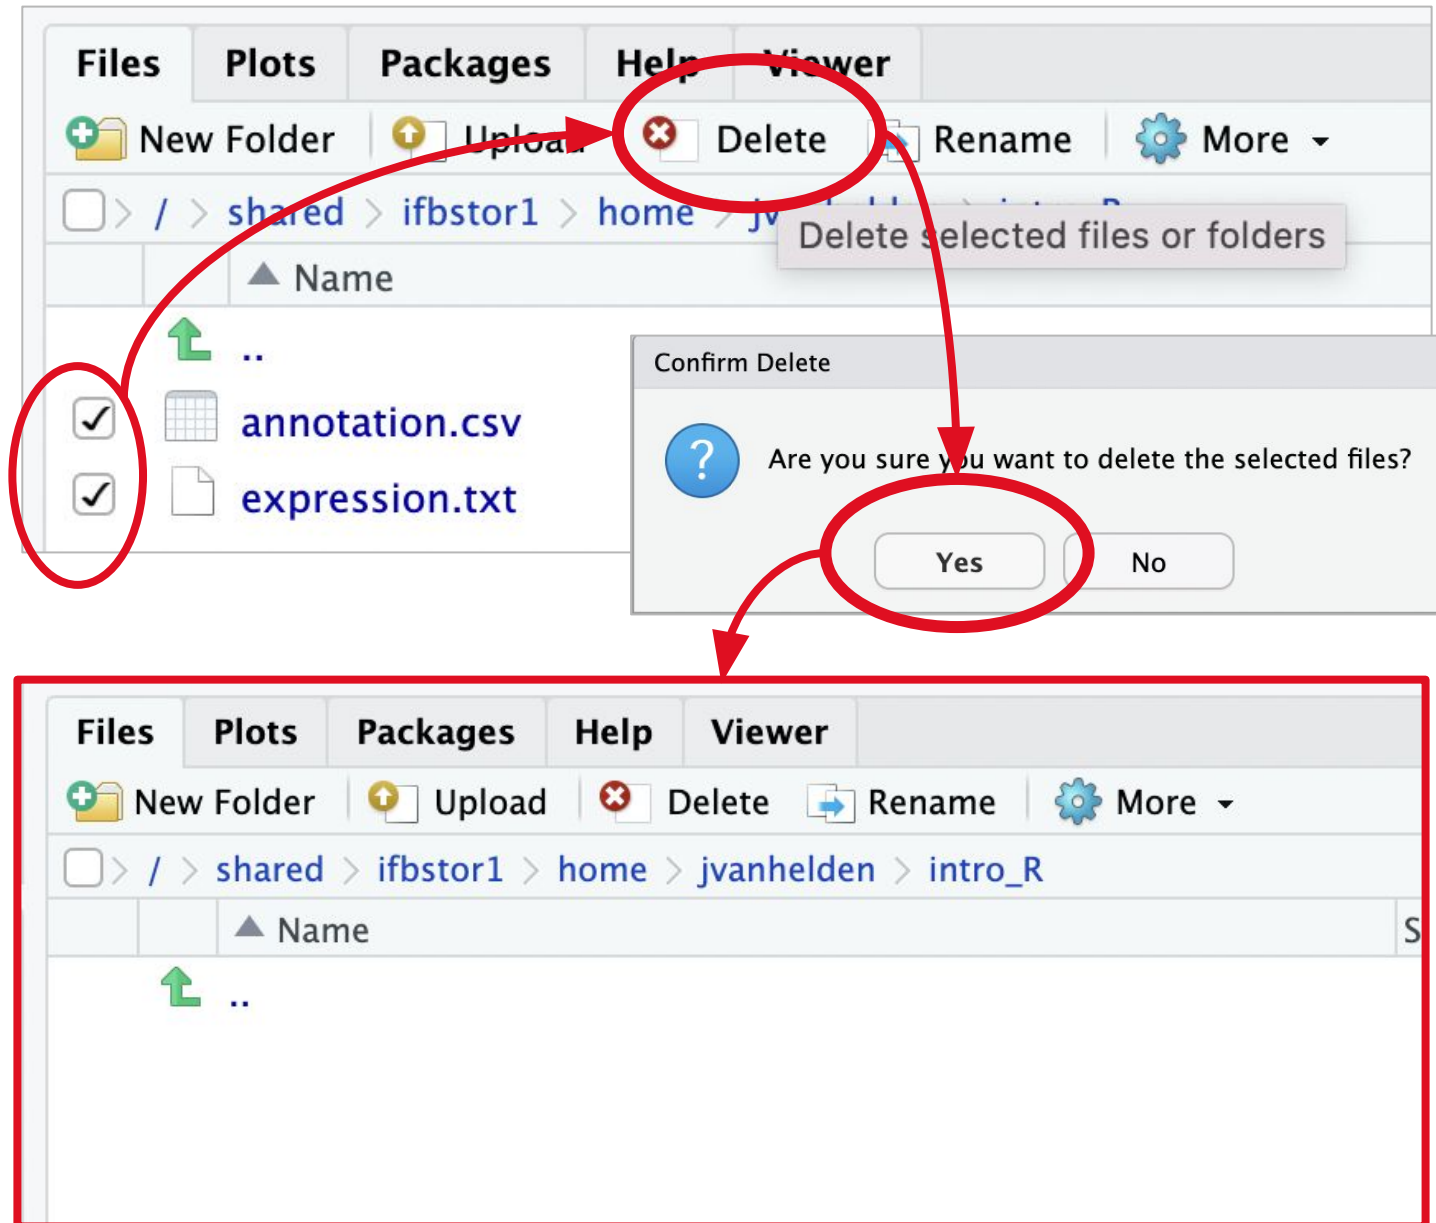 Files Plots Packages Help Viewer
New Folder Upload Delete Rename More
/ shared ifbstor1 home
Delete selected files or folders
Name
..
annotation.csv
expression.txt
Confirm Delete
? Are you sure you want to delete the selected files?
Yes No
Files Plots Packages Help Viewer
New Folder Upload Delete Rename More
/ shared ifbstor1 home jvanhelden intro_R
Name S
..